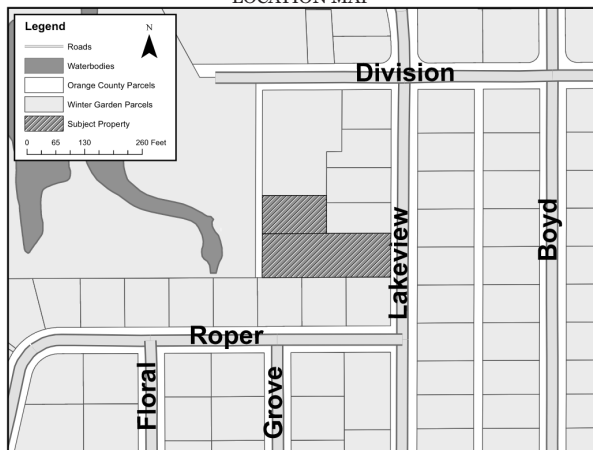 LOCATION MAP
Legend
N
Roads
Waterbodies
Orange County Parcels
Winter Garden Parcels
Subject Property
0 65 130 260 Feet
Division
Lakeview
Boyd
Roper
Floral
Grove